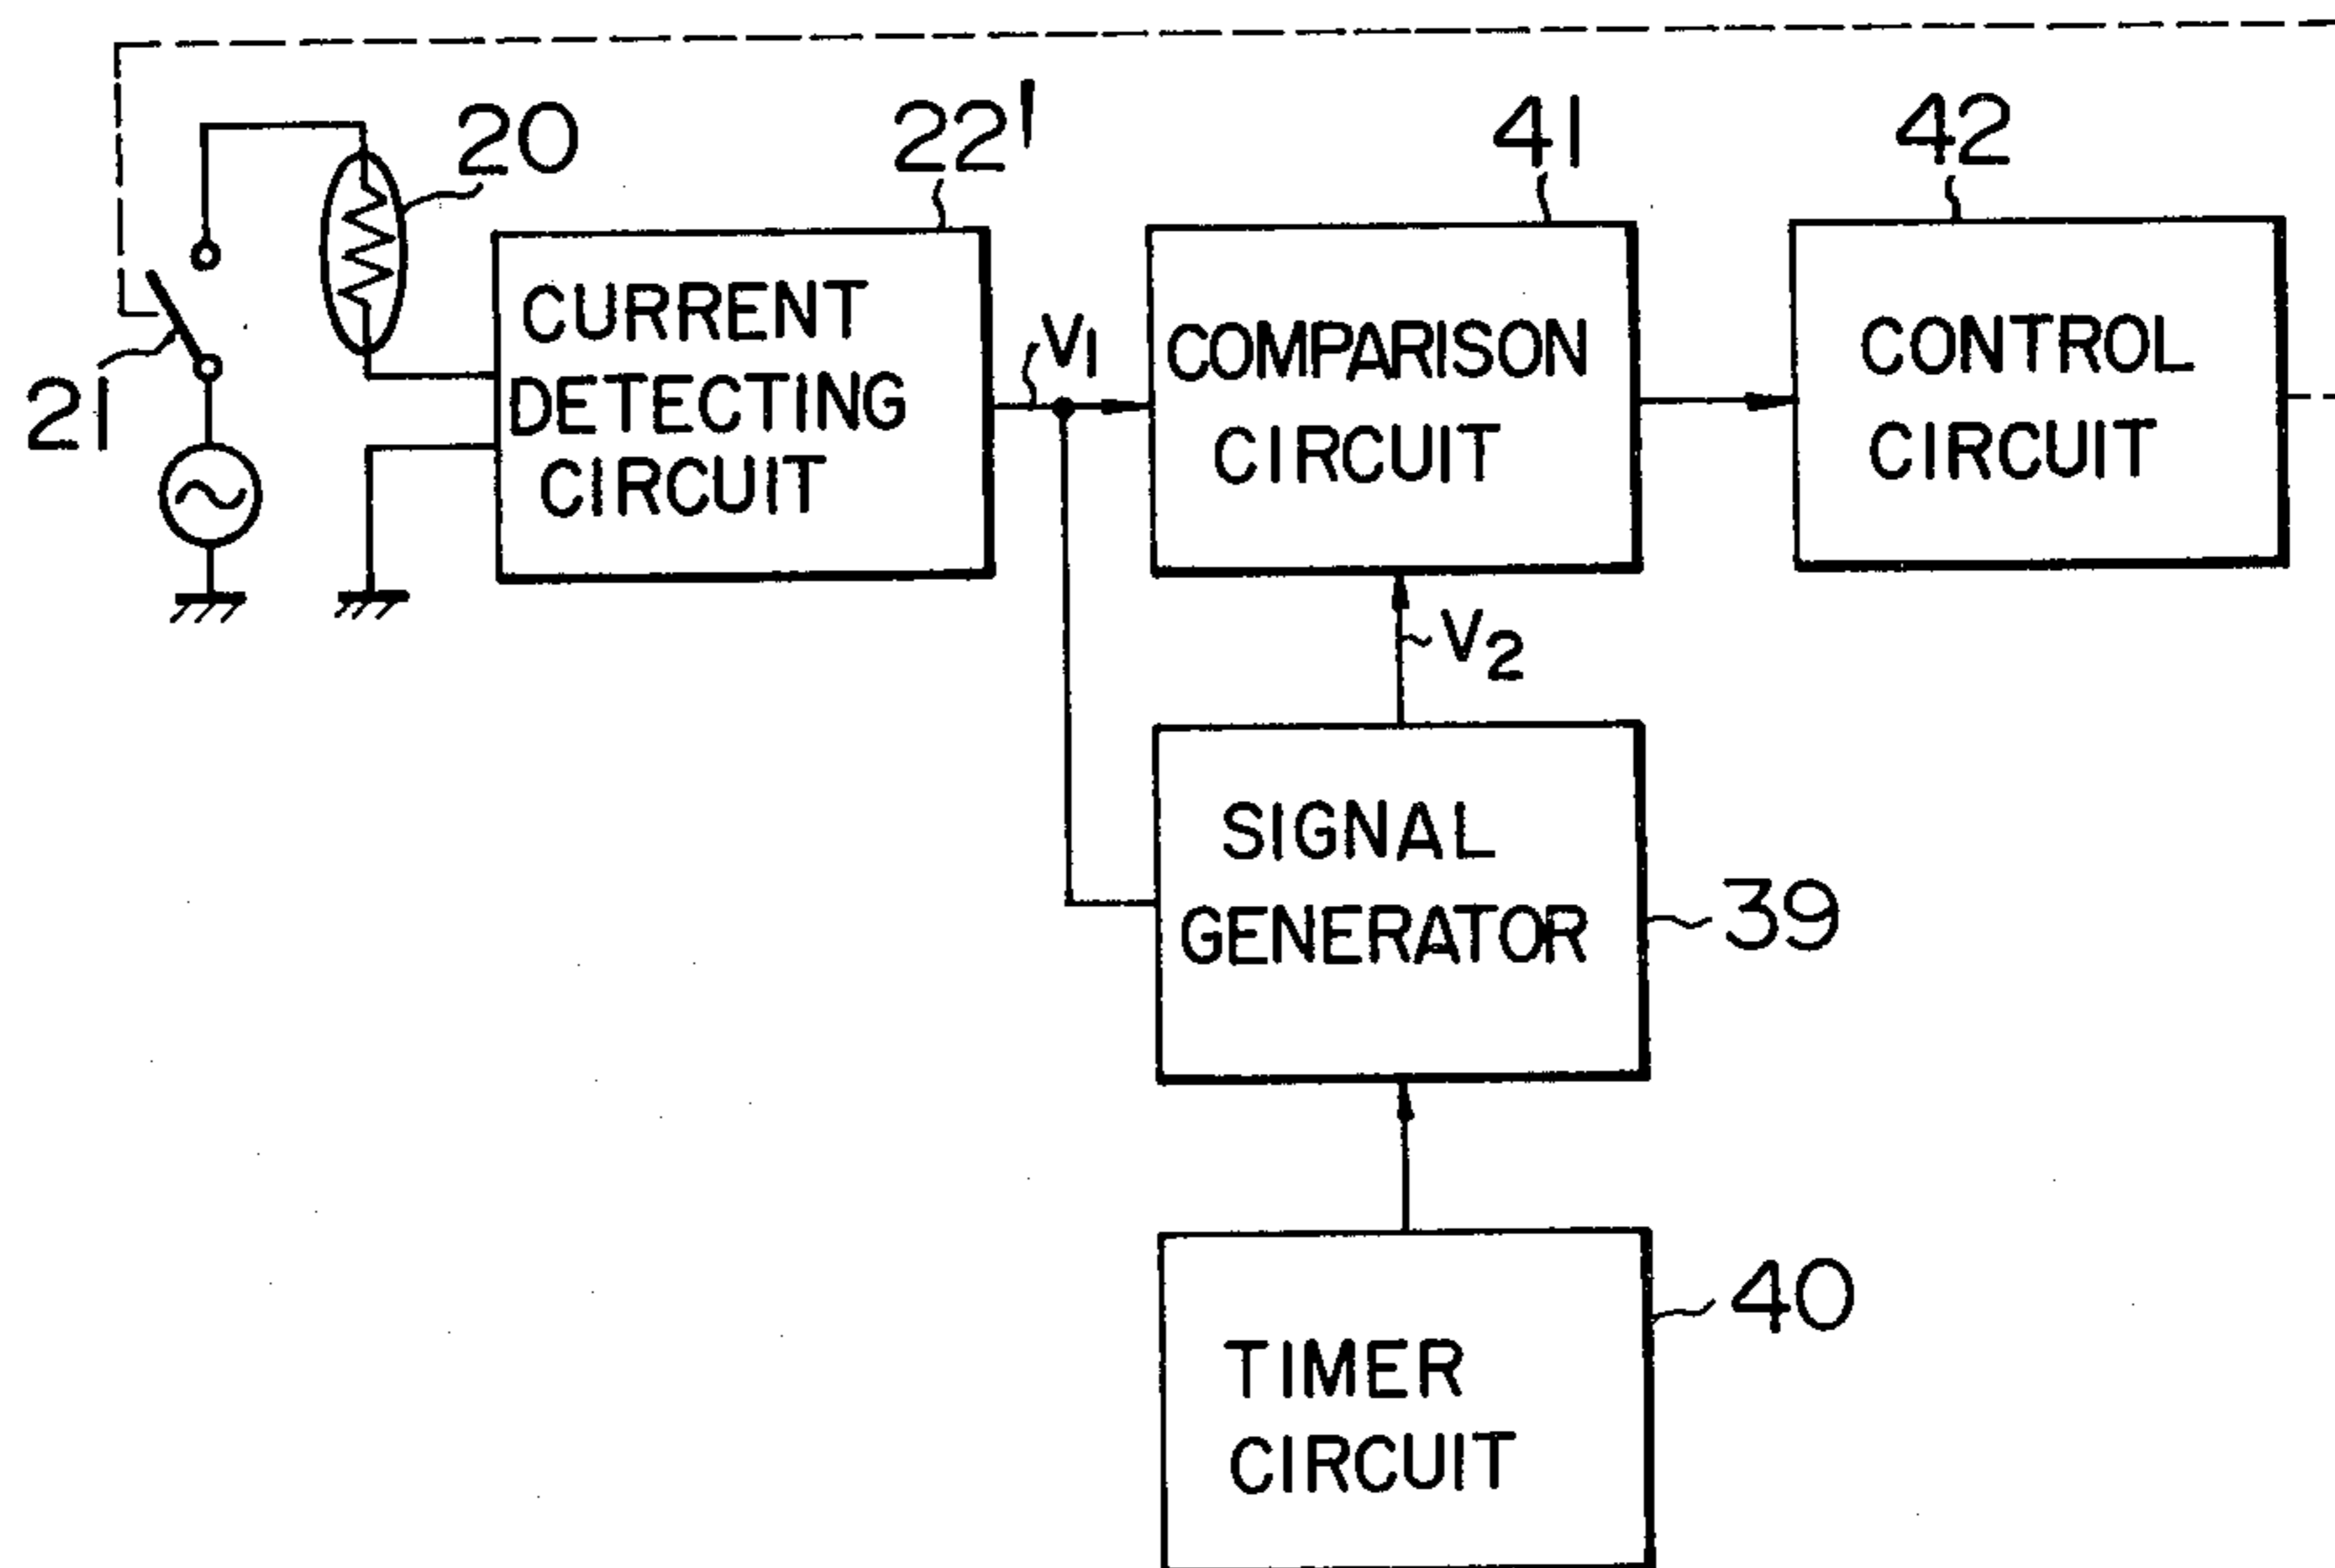 20
22'
41
42
21
CURRENT
DETECTING
CIRCUIT
V1
COMPARISON
CIRCUIT
CONTROL
CIRCUIT
V2
SIGNAL
GENERATOR
39
TIMER
CIRCUIT
40